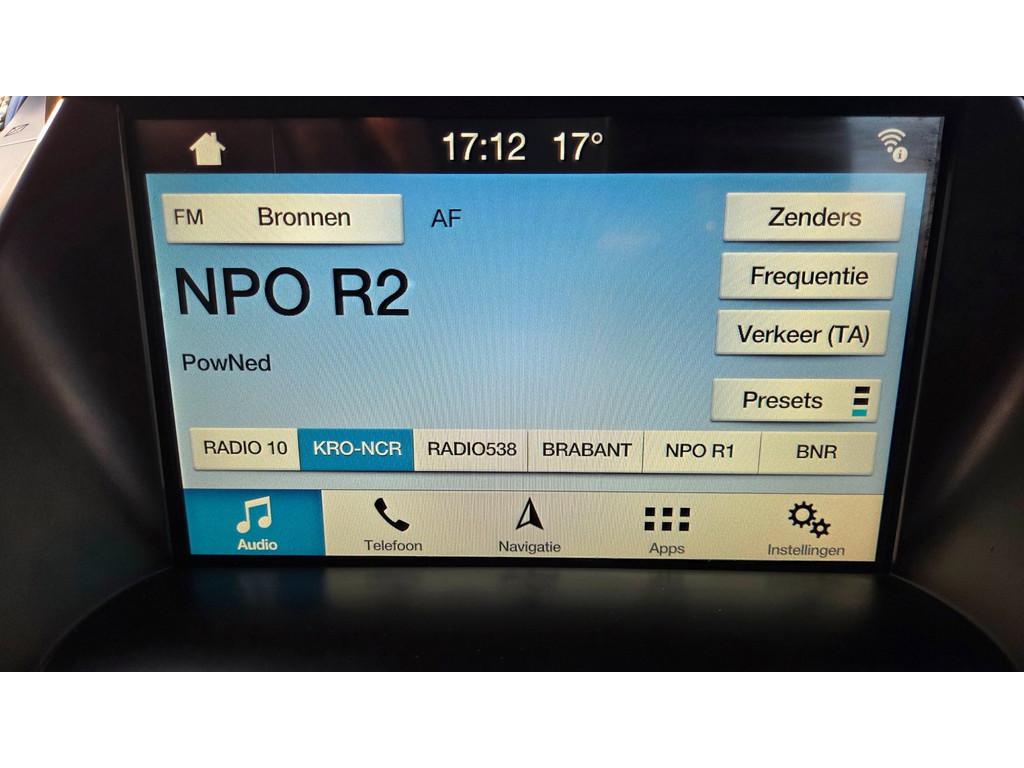 17:12 17°
FM Bronnen AF Zenders
NPO R2
Frequentie
Verkeer (TA)
PowNed
Presets
RADIO 10 KRO-NCR RADIO538 BRABANT NPO R1 BNR
Audio Telefoon Navigatie Apps Instellingen